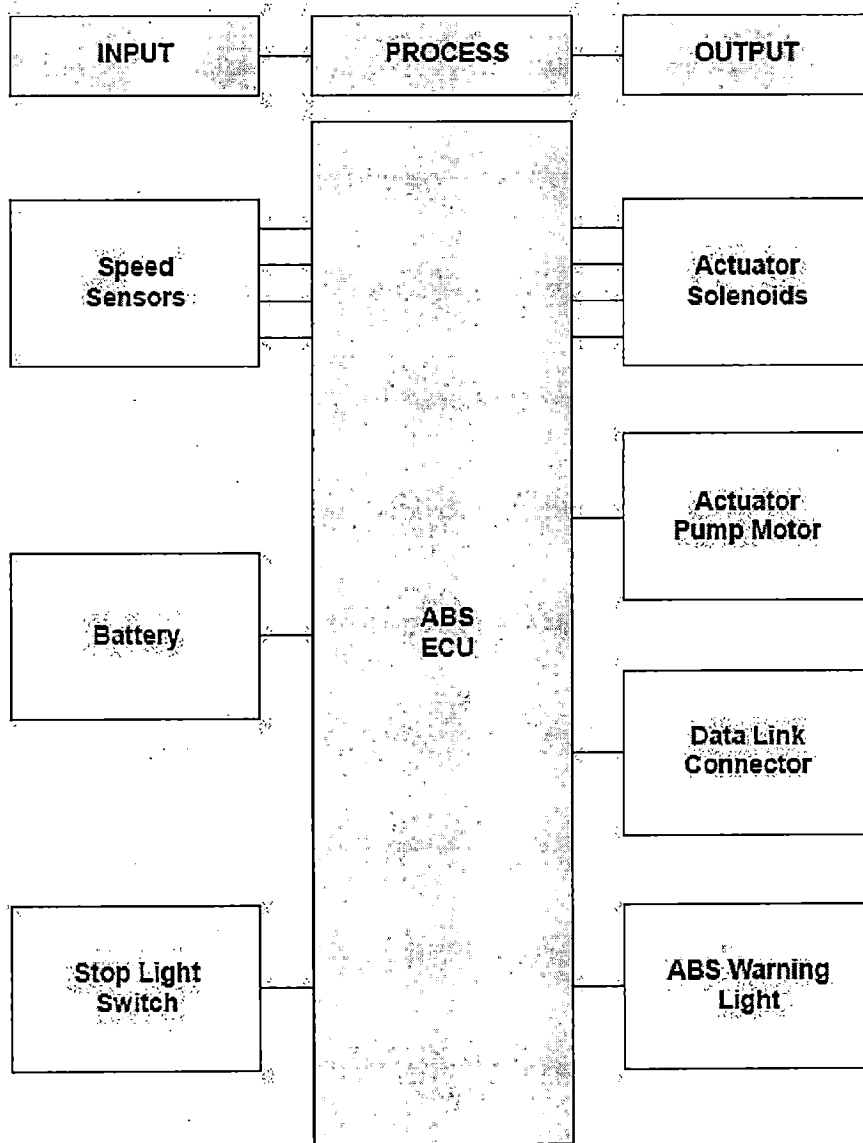 INPUT
PROCESS
OUTPUT
Speed
Sensors
Actuator
Solenoids
Actuator
Pump Motor
Battery
ABS
ECU
Data Link
Connector
Stop Light
Switch
ABS Warning
Light